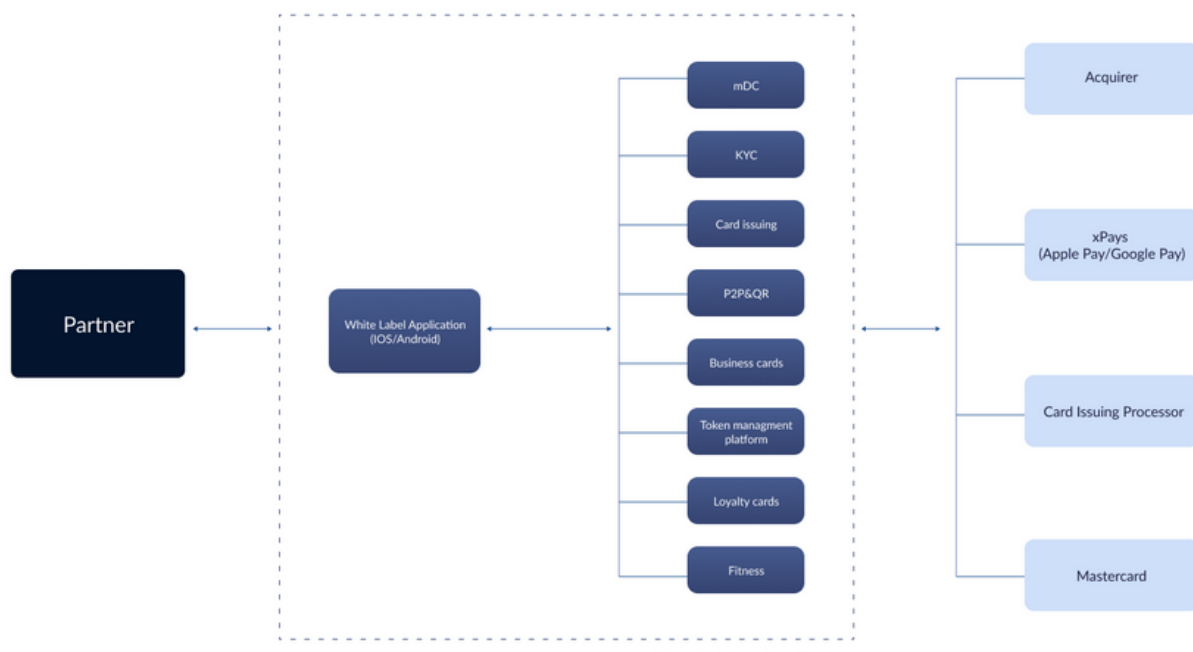 Partner
White Label Application
(IOS/Android)
mDC
KYC
Card issuing
P2P&QR
Business cards
Token managment
platform
Loyalty cards
Fitness
Acquirer
xPays
(Apple Pay/Google Pay)
Card Issuing Processor
Mastercard